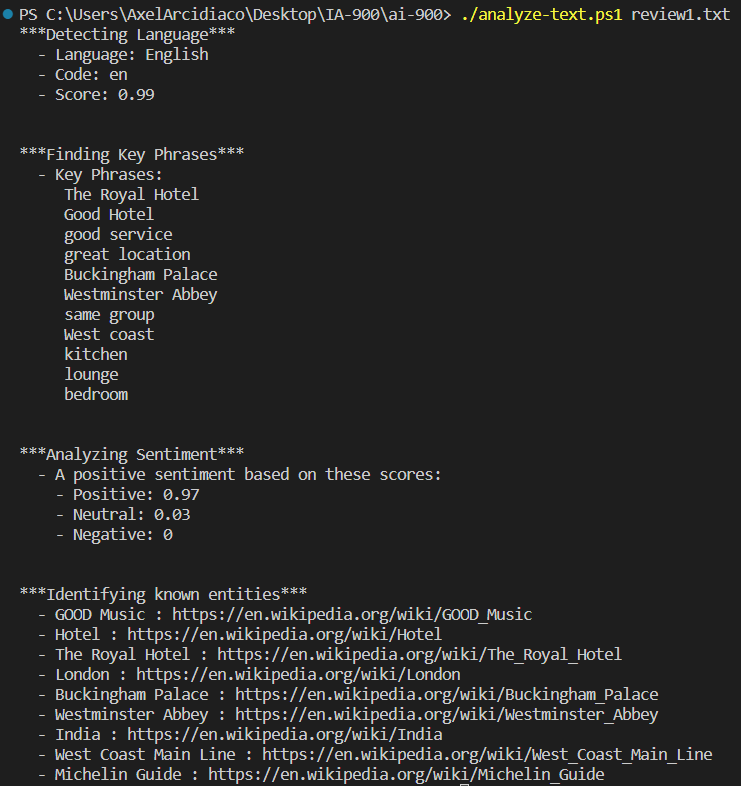 PS C:\Users\AxelArcidiaco\Desktop\IA-900\ai-900> ./analyze-text.ps1 review1.txt
***Detecting Language***
- Language: English
- Code: en
- Score: 0.99
***Finding Key Phrases***
- Key Phrases:
The Royal Hotel
Good Hotel
good service
great location
Buckingham Palace
Westminster Abbey
same group
West coast
kitchen
lounge
bedroom
***Analyzing Sentiment***
- A positive sentiment based on these scores:
- Positive: 0.97
- Neutral: 0.03
- Negative: 0
***Identifying known entities***
- GOOD Music : https://en.wikipedia.org/wiki/GOOD_Music
- Hotel : https://en.wikipedia.org/wiki/Hotel
- The Royal Hotel : https://en.wikipedia.org/wiki/The_Royal_Hotel
- London : https://en.wikipedia.org/wiki/London
- Buckingham Palace : https://en.wikipedia.org/wiki/Buckingham_Palace
- Westminster Abbey : https://en.wikipedia.org/wiki/Westminster_Abbey
- India : https://en.wikipedia.org/wiki/India
- West Coast Main Line : https://en.wikipedia.org/wiki/West_Coast_Main_Line
- Michelin Guide : https://en.wikipedia.org/wiki/Michelin_Guide